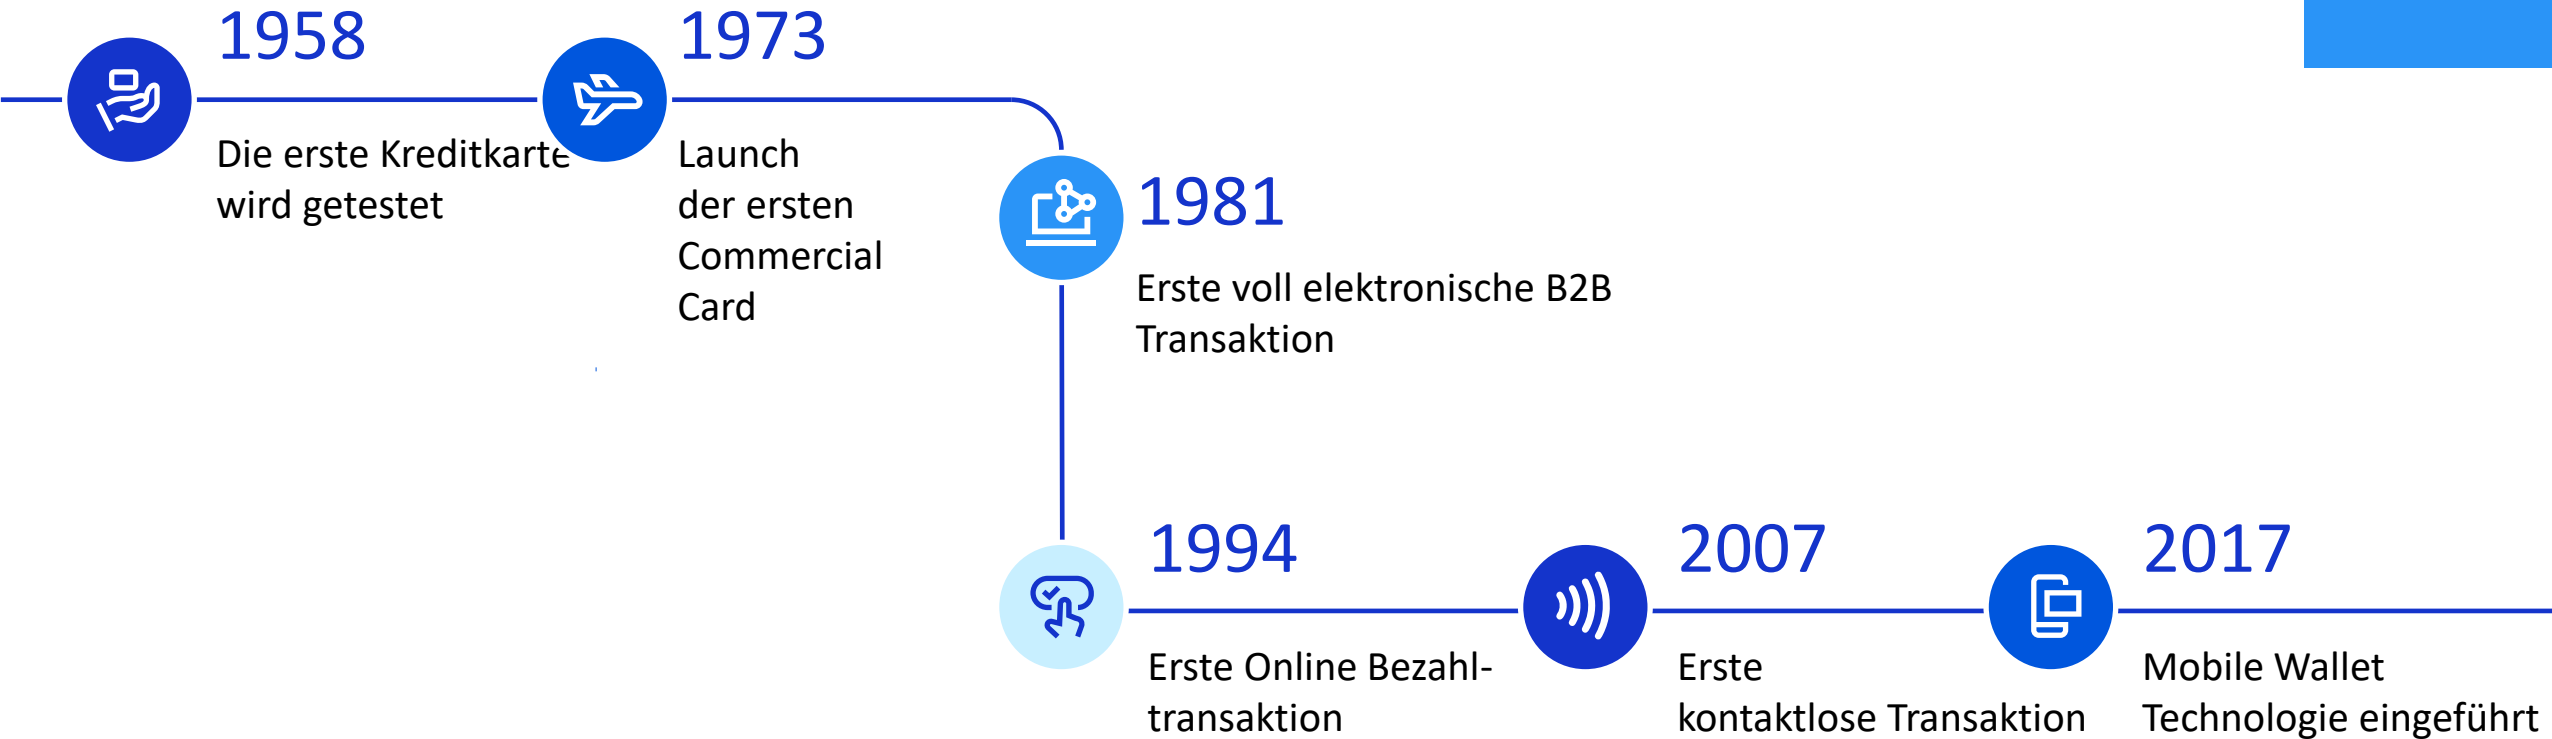 1958
Die erste Kreditkarte
wird getestet
1973
Launch
der ersten
Commercial
Card
1981
Erste voll elektronische B2B
Transaktion
1994
Erste Online Bezahl-
transaktion
2007
Erste
kontaktlose Transaktion
2017
Mobile Wallet
Technologie eingeführt